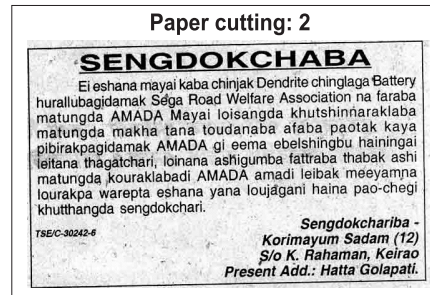 Paper cutting: 2
SENGDOKCHABA
Ei eshana mayai kaba chinjak Dendrite chinglaga Battery
hurallubagidamak Sega Road Welfare Association na faraba
matungda AMADA Mayai loisangda khutshinnaraklaba
matungda makha tana toudanaba afaba paotak kaya
pibirakpagidamak AMADA gi eema ebelshingbu hainingai
leitana thagatchari, loinana ashigumba fattraba thabak ashi
matungda kouraklabadi AMADA amadi leibak meeyamna
lourakpa warepta eshana yana loujagani haina pao-chegi
khutthangda sengdokchari.
Sengdokchariba -
TSE/C-30242-6
Korimayum Sadam (12)
S/o K. Rahaman, Keirao
Present Add.: Hatta Golapati.